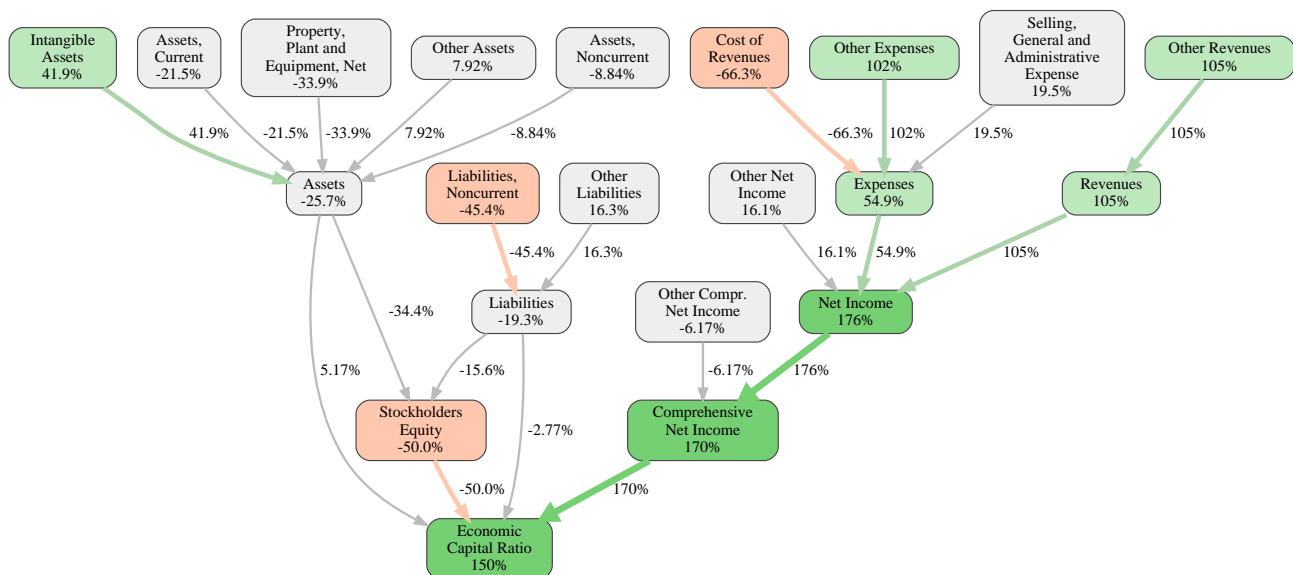 Intangible
Assets
41.9%
Assets,
Current
-21.5%
Property,
Plant and
Equipment, Net
-33.9%
Other Assets
7.92%
Assets,
Noncurrent
-8.84%
Cost of
Revenues
-66.3%
Other Expenses
102%
Selling,
General and
Administrative
Expense
19.5%
Other Revenues
105%
41.9%
-21.5%
-33.9%
7.92%
-8.84%
-66.3%
102%
19.5%
105%
Assets
-25.7%
Liabilities,
Noncurrent
-45.4%
Other
Liabilities
16.3%
Other Net
Income
16.1%
Expenses
54.9%
Revenues
105%
-45.4%
16.3%
16.1%
54.9%
105%
Liabilities
-19.3%
Other Compr.
Net Income
-6.17%
Net Income
176%
-34.4%
5.17%
-15.6%
-6.17%
176%
Stockholders
Equity
-50.0%
-2.77%
Comprehensive
Net Income
170%
-50.0%
170%
Economic
Capital Ratio
150%